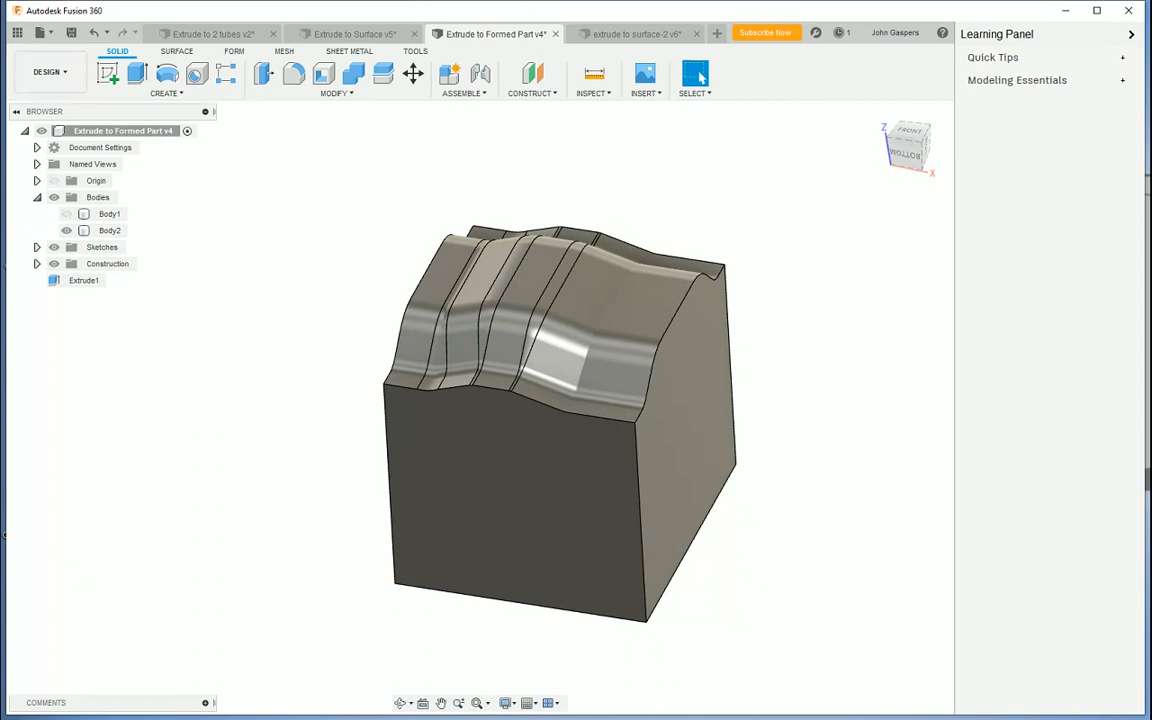 Autodesk Fusion 360
Extrude to 2 tubes v2*
Extrude to Surface v5*
Extrude to Formed Part v4*
extrude to surface-2 v6*
Subscribe Now
1
John Gaspers
Learning Panel
SOLID
SURFACE
FORM
MESH
SHEET METAL
TOOLS
Quick Tips
DESIGN
Modeling Essentials
CREATE
MODIFY
ASSEMBLE
CONSTRUCT
INSPECT
INSERT
SELECT
BROWSER
Extrude to Formed Part v4
Document Settings
Named Views
Origin
Bodies
Body1
Body2
Sketches
Construction
Extrude1
Z
FRONT
BOTTOM
X
COMMENTS